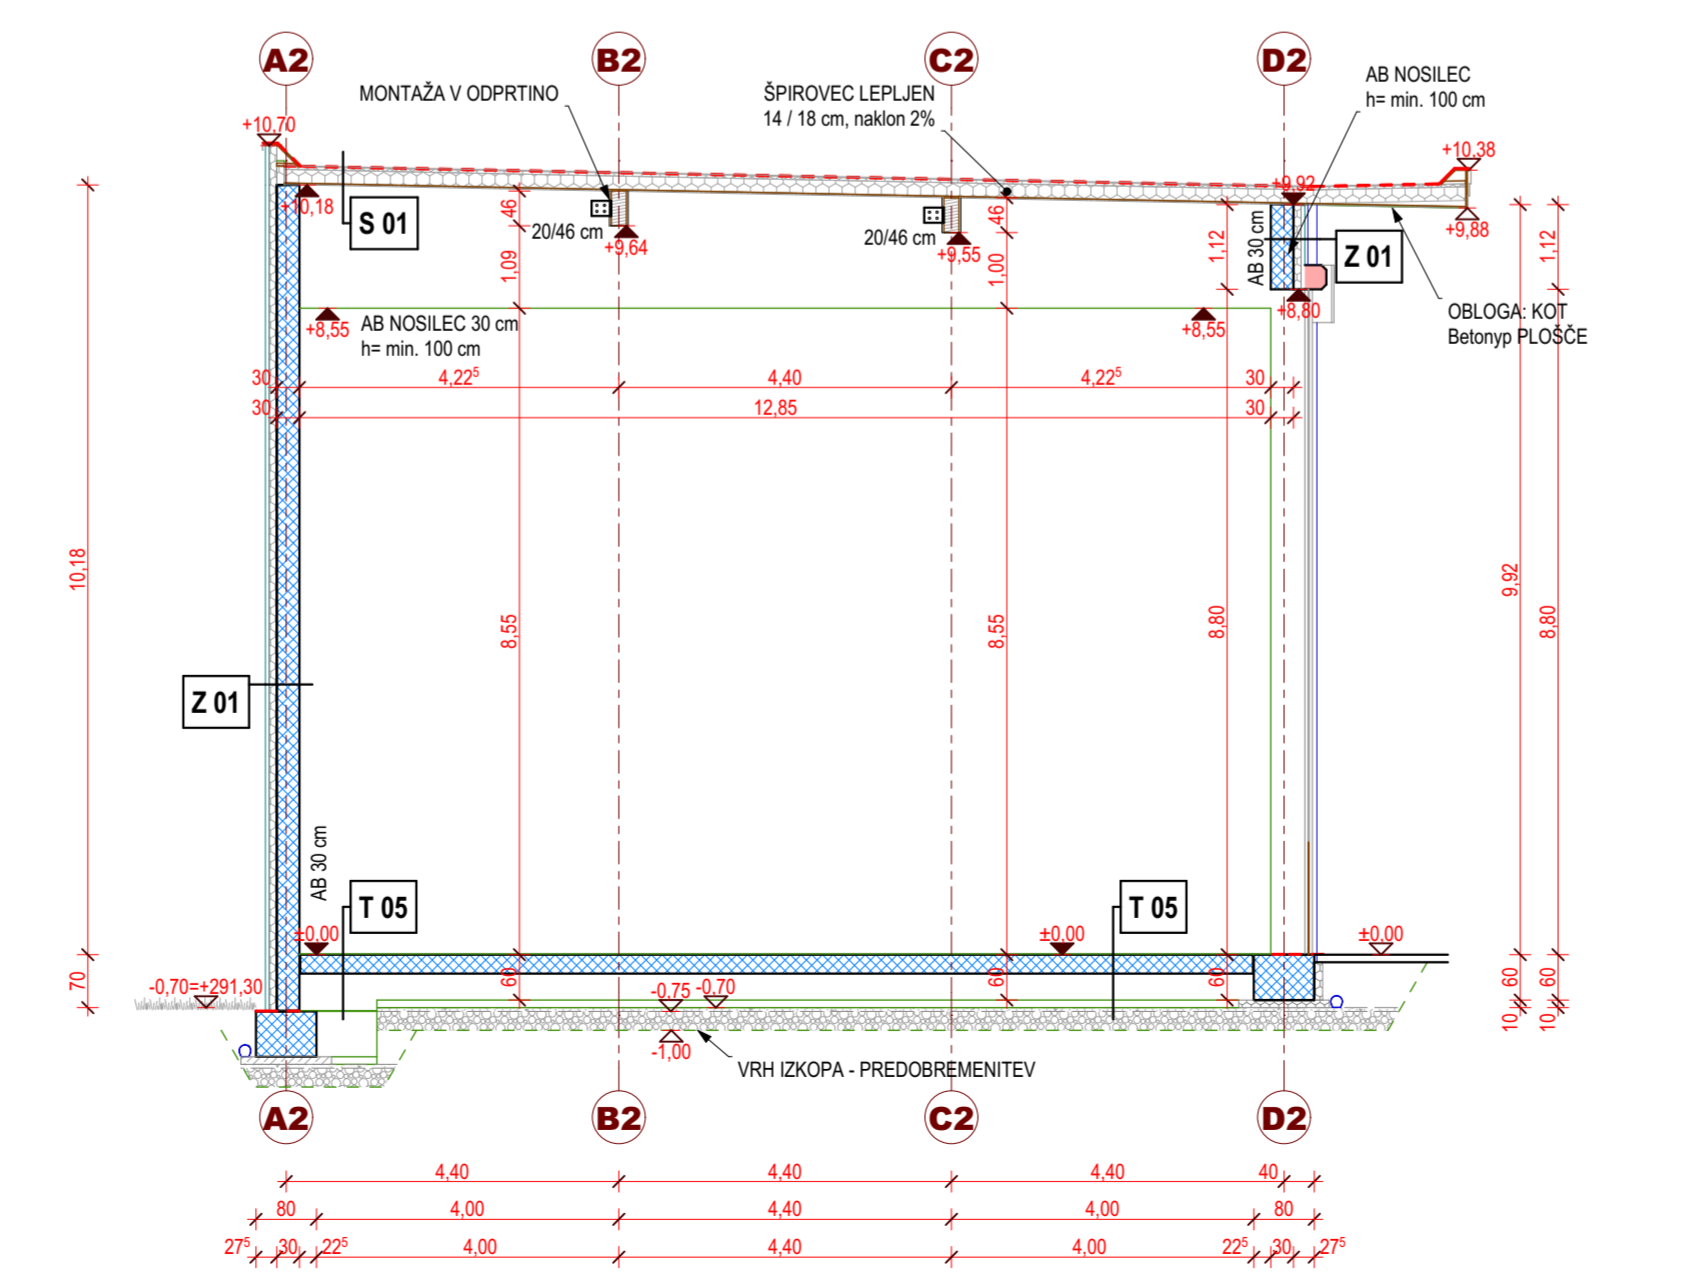 A2 B2 C2 D2
MONTAŽA V ODPRTINO
ŠPIROVEC LEPLJEN
14 / 18 cm, naklon 2%
AB NOSILEC
h= min. 100 cm
+10,70
+10,38
+9,92
+10,18
S 01
46
20/46 cm
+9,64
20/46 cm
46
+9,55
1,09
1,00
1,12
AB 30 cm
Z 01
+9,88
1,12
+8,80
OBLOGA: KOT
Betonyp PLOŠČE
+8,55
AB NOSILEC 30 cm
h= min. 100 cm
+8,55
30 4,22⁵ 4,40 4,22⁵ 30
30 12,85 30
10,18
8,55
8,55
8,80
9,92
8,80
Z 01
AB 30 cm
T 05
T 05
±0,00
±0,00
±0,00
70
-0,70=+291,30
60
-0,75
-0,70
60
60
60
60
10
10
-1,00
VRH IZKOPA - PREDOBREMENITEV
A2 B2 C2 D2
4,40 4,40 4,40 40
80 4,00 4,40 4,00 80
27⁵ 30 22⁵ 4,00 4,40 4,00 22⁵ 30 27⁵